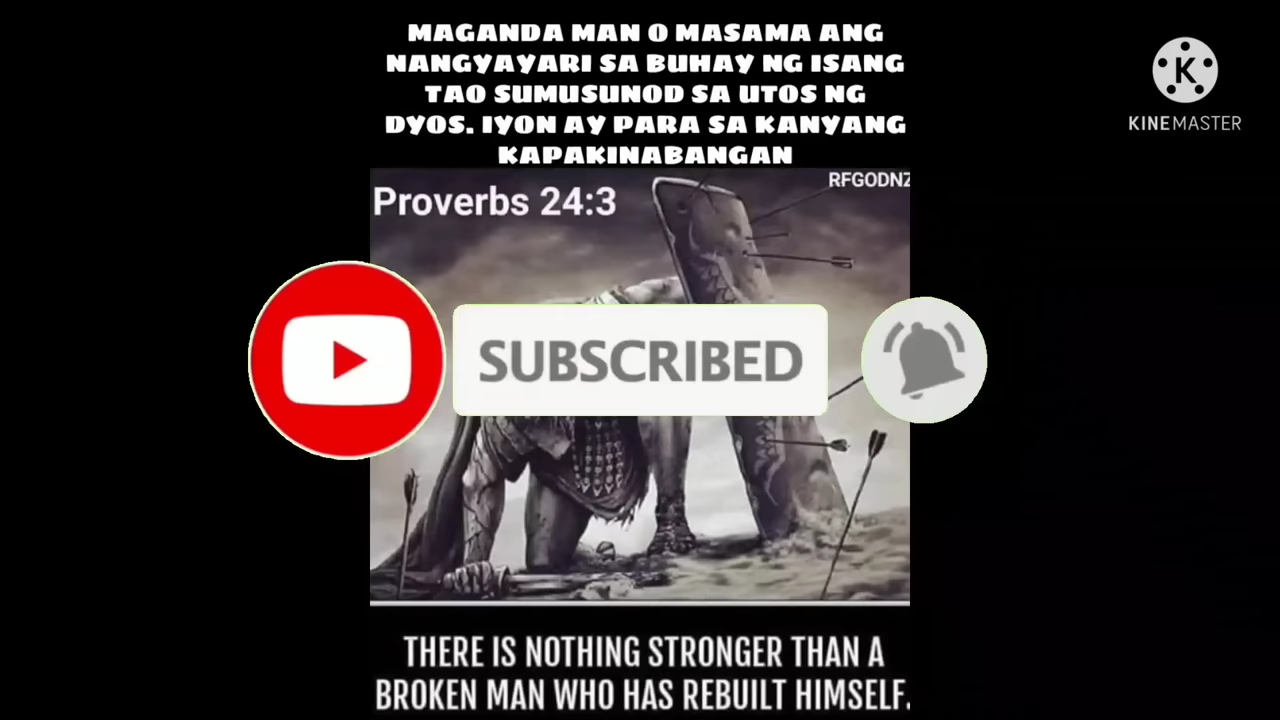 MAGANDA MAN O MASAMA ANG
NANGYAYARI SA BUHAY NG ISANG
TAO SUMUSUNOD SA UTOS NG
DYOS. IYON AY PARA SA KANYANG
KAPAKINABANGAN
K
KINEMASTER
RFGODNZ
Proverbs 24:3
SUBSCRIBED
THERE IS NOTHING STRONGER THAN A
BROKEN MAN WHO HAS REBUILT HIMSELF.